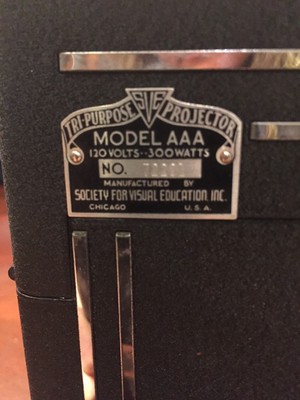 TRI-PURPOSE SVE PROJECTOR
MODEL AAA
120 VOLTS--300 WATTS
NO.
MANUFACTURED BY
SOCIETY FOR VISUAL EDUCATION, INC.
CHICAGO U.S.A.